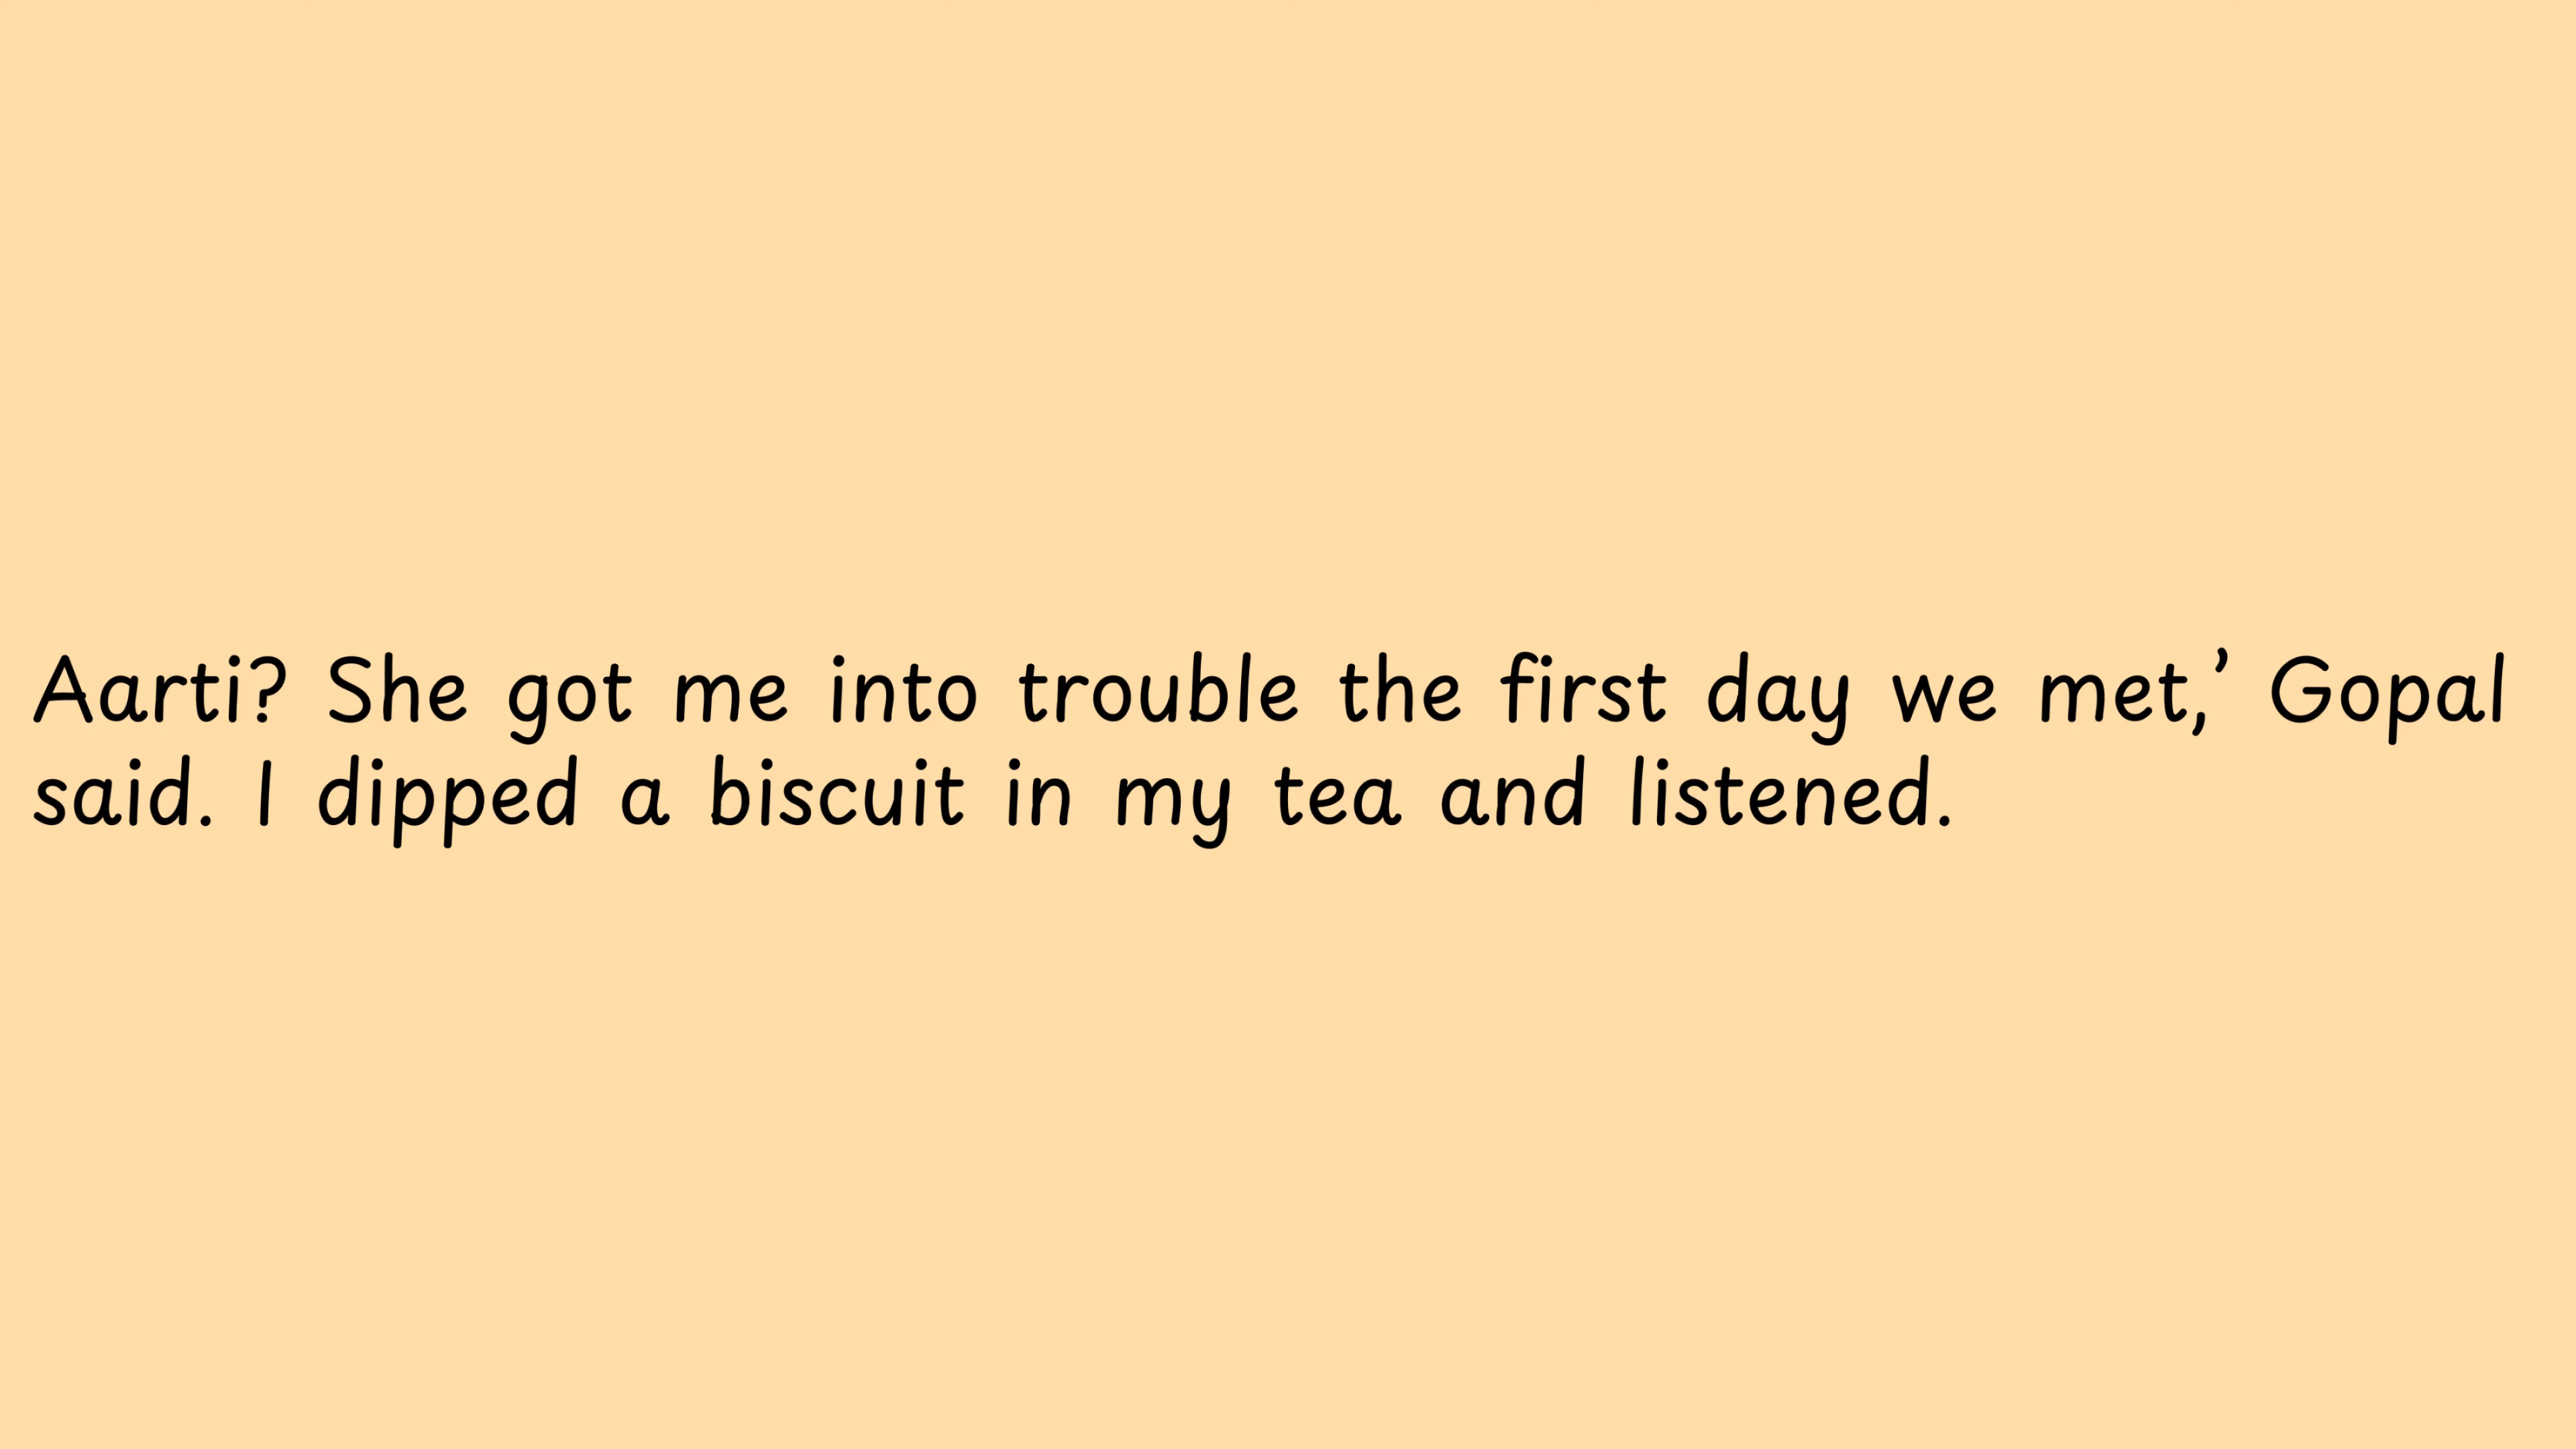 Aarti? She got me into trouble the first day we met,’ Gopal
said. I dipped a biscuit in my tea and listened.